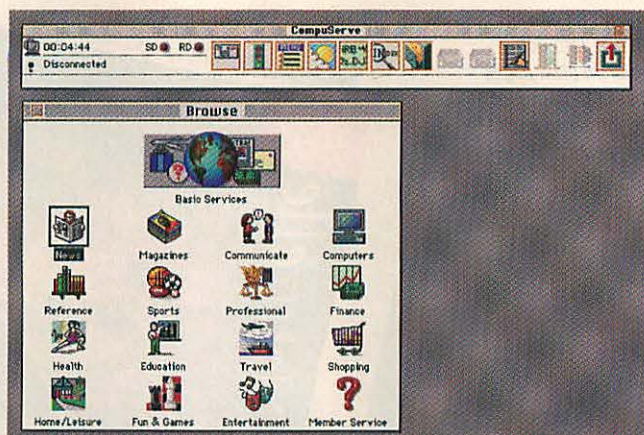 CompuServe
00:04:44 SD RD
Disconnected
MENU
Browse
Basic Services
News Magazines Communicate Computers
Reference Sports Professional Finance
Health Education Travel Shopping
Home/Leisure Fun & Games Entertainment Member Service